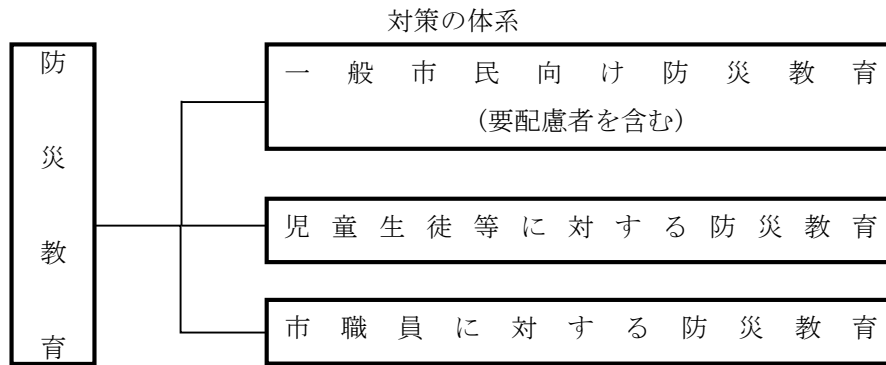 対策の体系
防災教育
一般市民向け防災教育
（要配慮者を含む）
児童生徒等に対する防災教育
市職員に対する防災教育